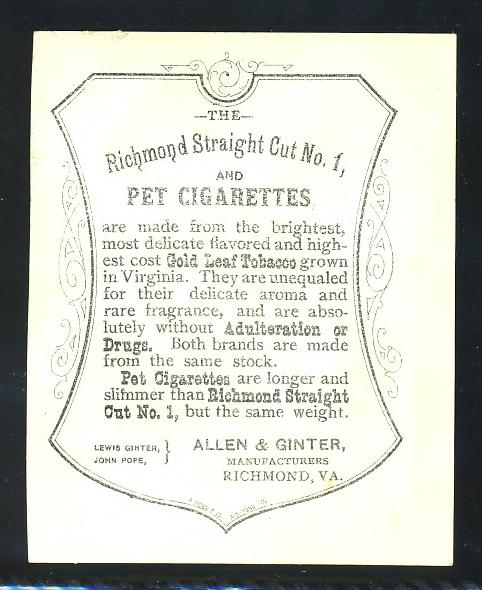 —THE—
Richmond Straight Cut No. 1,
AND
PET CIGARETTES
are made from the brightest,
most delicate flavored and high-
est cost Gold Leaf Tobacco grown
in Virginia. They are unequaled
for their delicate aroma and
rare fragrance, and are abso-
lutely without Adulteration or
Drugs. Both brands are made
from the same stock.
Pet Cigarettes are longer and
slimmer than Richmond Straight
Cut No. 1, but the same weight.
LEWIS GINTER,
JOHN POPE,
ALLEN & GINTER,
MANUFACTURERS
RICHMOND, VA.